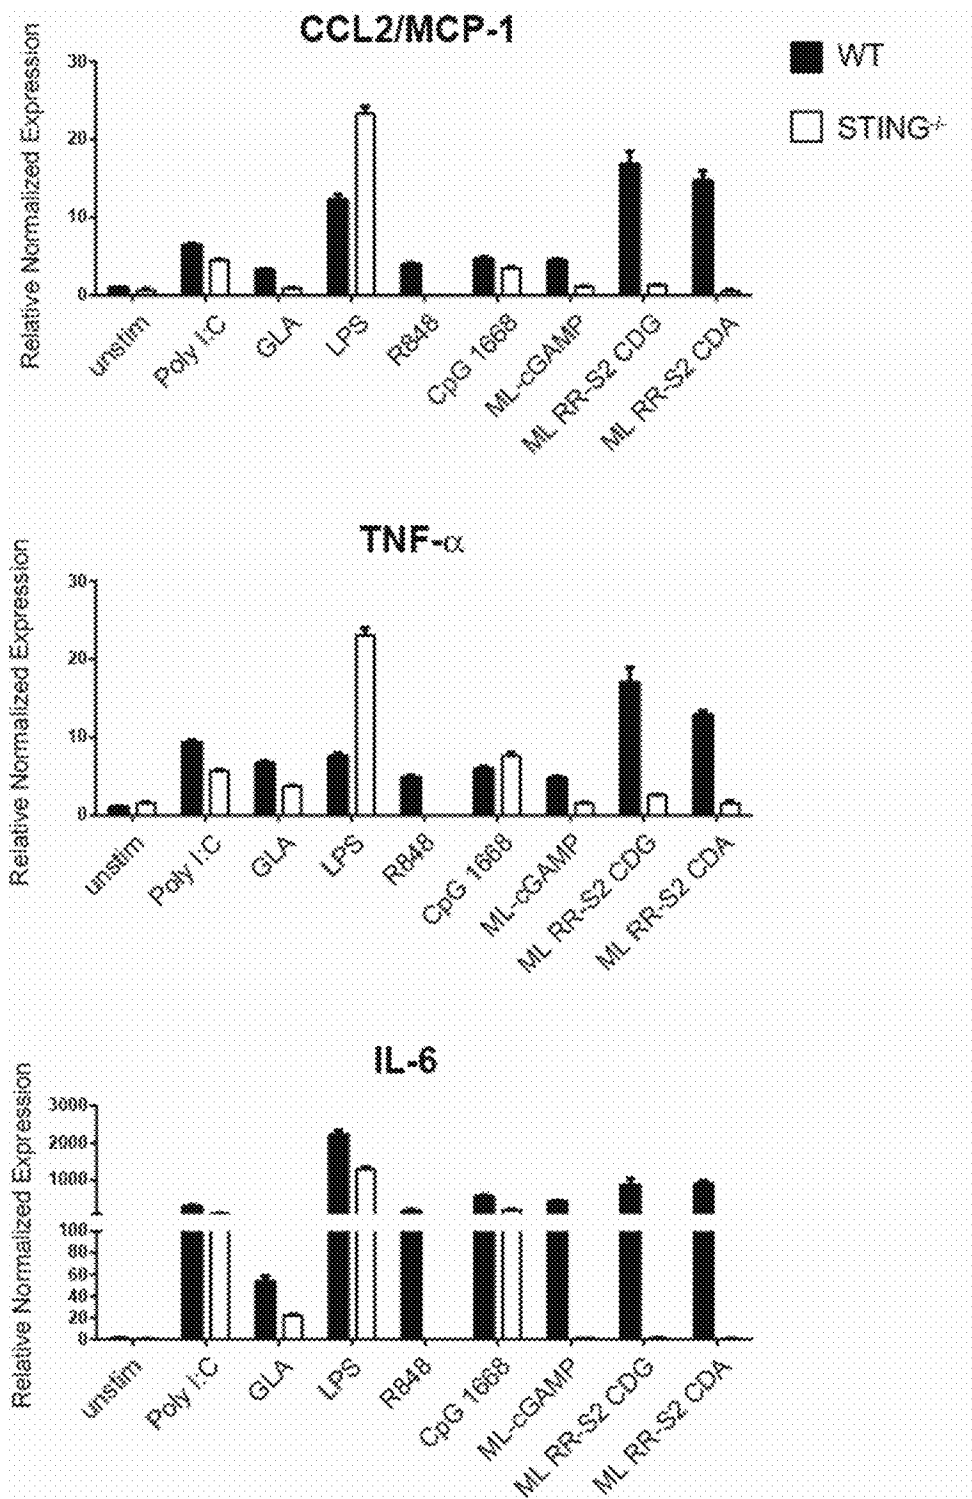 CCL2/MCP-1
WT
STING-/-
Relative Normalized Expression
30
20
10
0
unstim
Poly I:C
GLA
LPS
R848
CpG 1668
ML-cGAMP
ML RR-S2 CDG
ML RR-S2 CDA
TNF-α
Relative Normalized Expression
30
20
10
0
unstim
Poly I:C
GLA
LPS
R848
CpG 1668
ML-cGAMP
ML RR-S2 CDG
ML RR-S2 CDA
IL-6
Relative Normalized Expression
3000
2000
1000
100
80
60
40
20
0
unstim
Poly I:C
GLA
LPS
R848
CpG 1668
ML-cGAMP
ML RR-S2 CDG
ML RR-S2 CDA